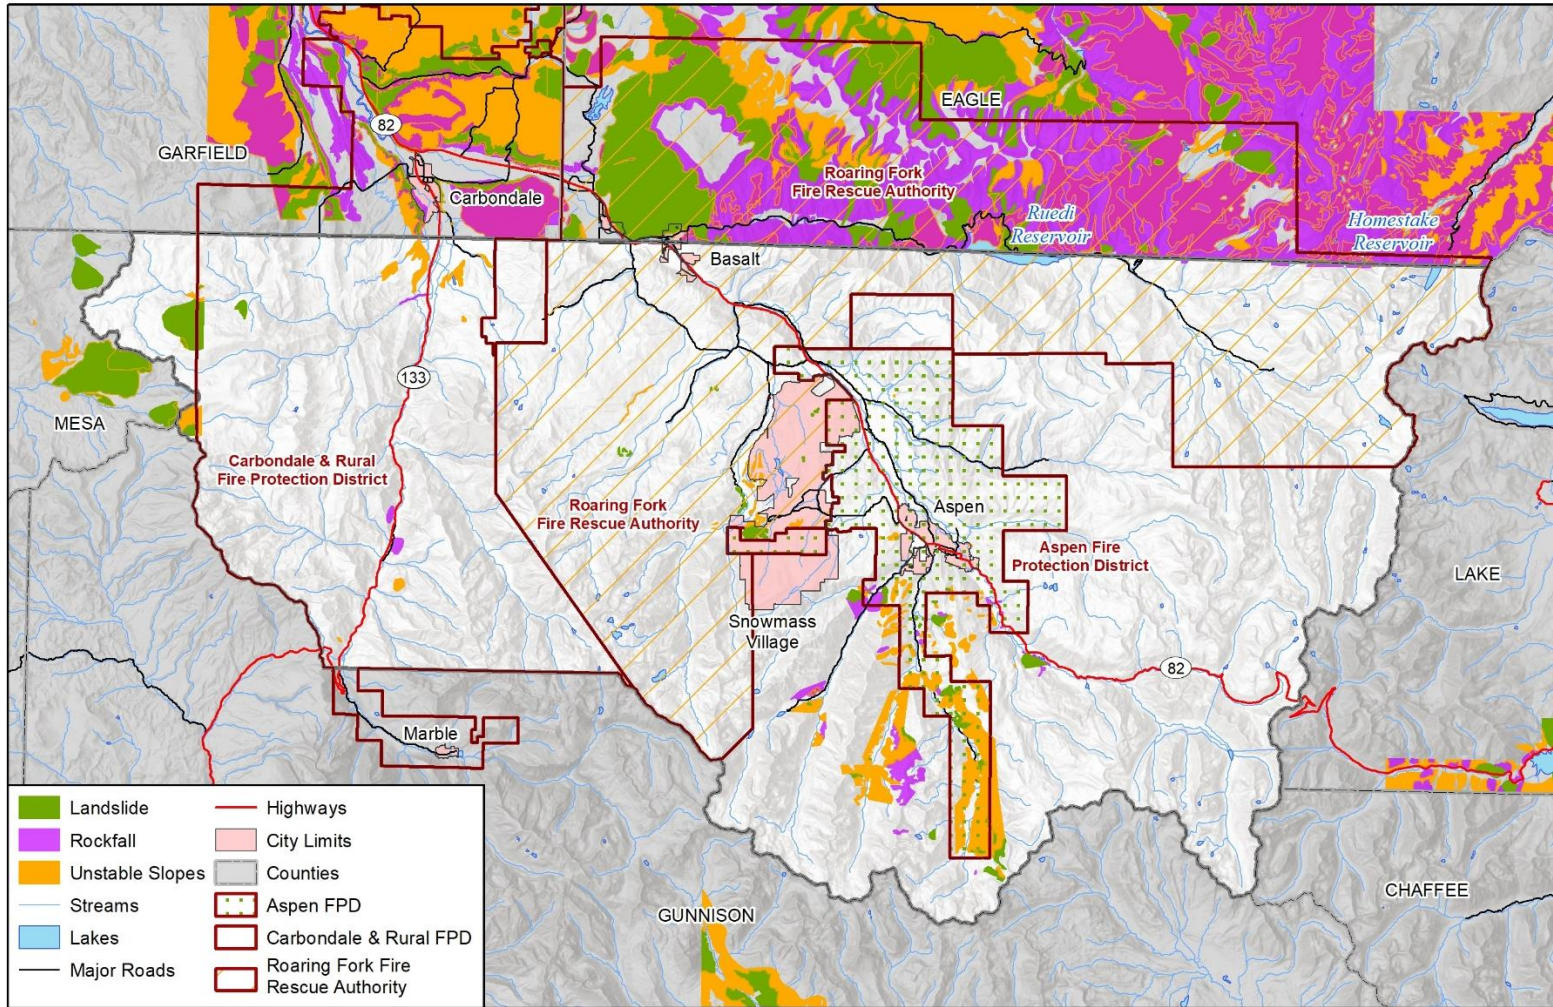 EAGLE
82
GARFIELD
Roaring Fork
Fire Rescue Authority
Carbondale
Ruedi
Reservoir
Homestake
Reservoir
Basalt
133
MESA
Carbondale & Rural
Fire Protection District
Roaring Fork
Fire Rescue Authority
Aspen
Aspen Fire
Protection District
LAKE
Snowmass
Village
82
Marble
CHAFFEE
GUNNISON
Landslide
Rockfall
Unstable Slopes
Streams
Lakes
Major Roads
Highways
City Limits
Counties
Aspen FPD
Carbondale & Rural FPD
Roaring Fork Fire
Rescue Authority